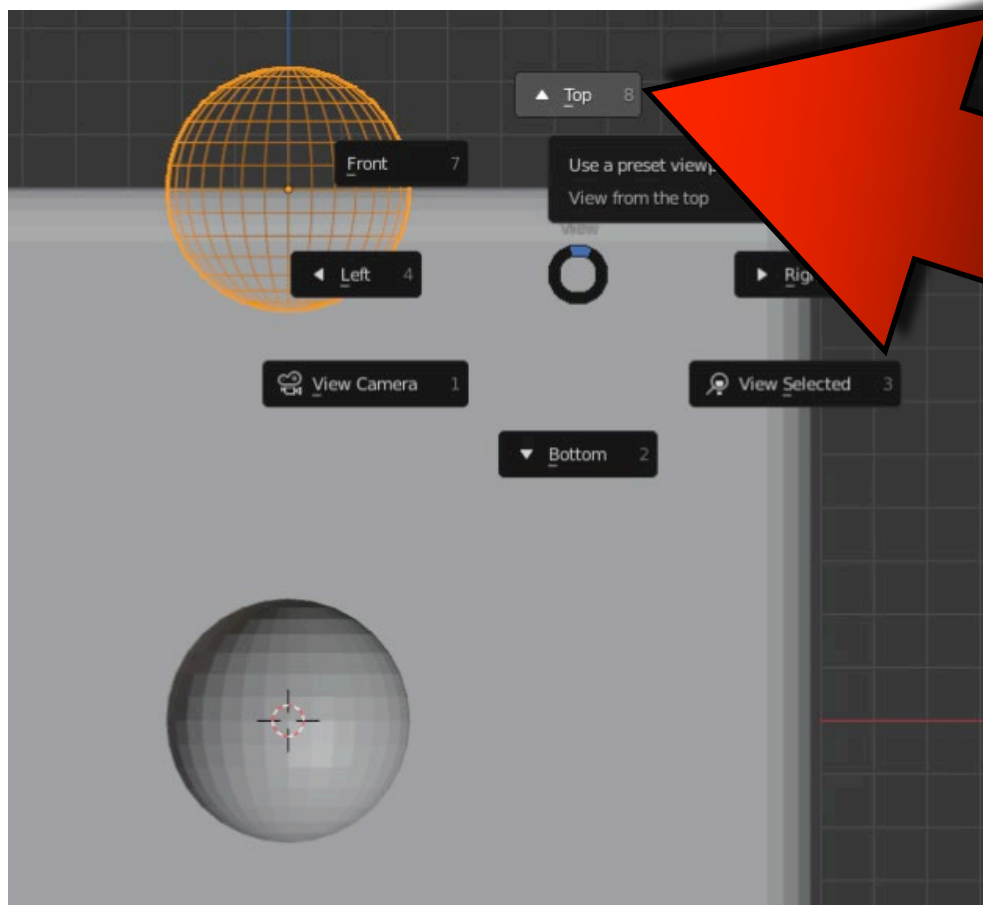 Top 8
Front 7
Use a preset
View from the top
View
Left 4
View Camera 1
View Selected 3
Bottom 2